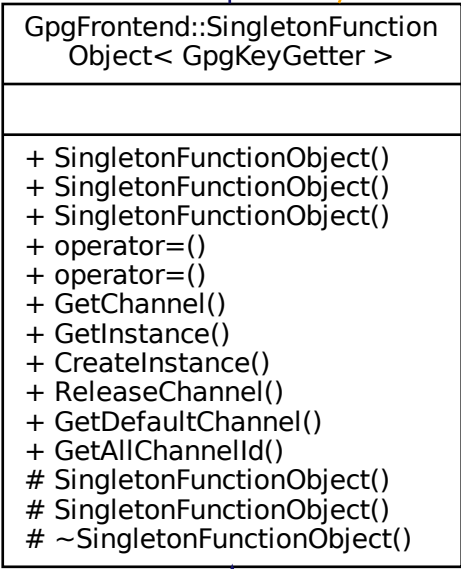 GpgFrontend::SingletonFunction
Object< GpgKeyGetter >
+ SingletonFunctionObject()
+ SingletonFunctionObject()
+ SingletonFunctionObject()
+ operator=()
+ operator=()
+ GetChannel()
+ GetInstance()
+ CreateInstance()
+ ReleaseChannel()
+ GetDefaultChannel()
+ GetAllChannelId()
# SingletonFunctionObject()
# SingletonFunctionObject()
# ~SingletonFunctionObject()